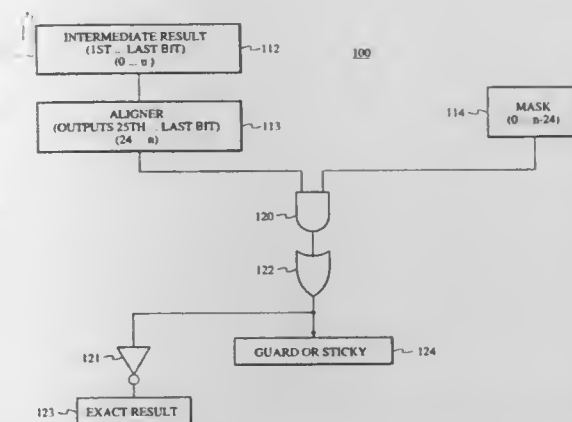 INTERMEDIATE RESULT
(1ST .. LAST BIT)
(0 ... n)
112
100
ALIGNER
(OUTPUTS 25TH .. LAST BIT)
(24 n)
113
114
MASK
(0 n-24)
120
122
121
GUARD OR STICKY
124
123
EXACT RESULT